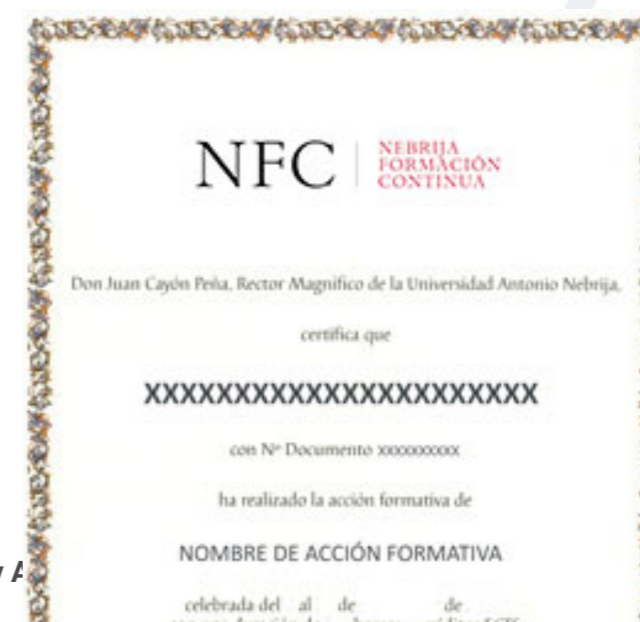 NFC
NEBRIJA
FORMACIÓN
CONTINUA
Don Juan Cayón Peña, Rector Magnífico de la Universidad Antonio Nebrija,
certifica que
XXXXXXXXXXXXXXXXXXXXXX
con Nº Documento xxxxxxxxxx
ha realizado la acción formativa de
NOMBRE DE ACCIÓN FORMATIVA
y A
celebrada del al de de